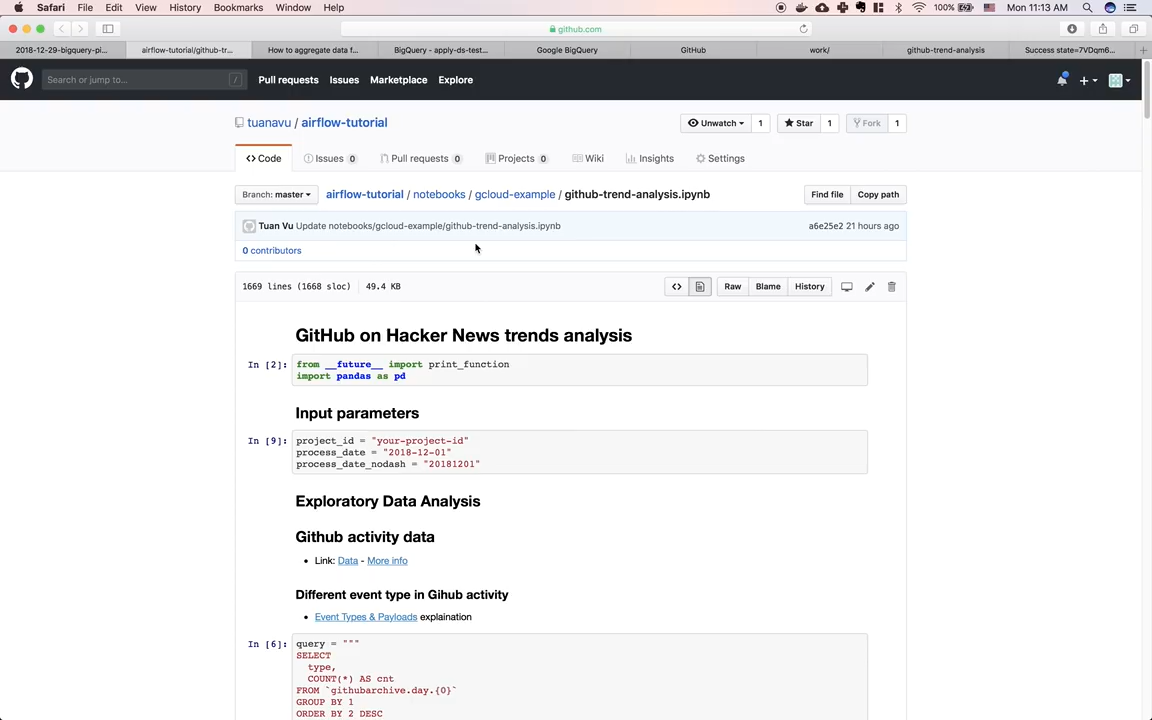 Safari File Edit View History Bookmarks Window Help 100% Mon 11:13 AM
github.com
2018-12-29-bigquery-pi... airflow-tutorial/github-tr... How to aggregate data f... BigQuery - apply-ds-test... Google BigQuery GitHub work/ github-trend-analysis Success state=7VDqm6...
Search or jump to... / Pull requests Issues Marketplace Explore
tuanavu / airflow-tutorial
Unwatch 1 Star 1 Fork 1
Code Issues 0 Pull requests 0 Projects 0 Wiki Insights Settings
Branch: master airflow-tutorial / notebooks / gcloud-example / github-trend-analysis.ipynb Find file Copy path
Tuan Vu Update notebooks/gcloud-example/github-trend-analysis.ipynb a6e25e2 21 hours ago
0 contributors
1669 lines (1668 sloc) 49.4 KB Raw Blame History
GitHub on Hacker News trends analysis
In [2]: from __future__ import print_function
import pandas as pd
Input parameters
In [9]: project_id = "your-project-id"
process_date = "2018-12-01"
process_date_nodash = "20181201"
Exploratory Data Analysis
Github activity data
• Link: Data - More info
Different event type in Gihub activity
• Event Types & Payloads explaination
In [6]: query = """
SELECT
type,
COUNT(*) AS cnt
FROM `githubarchive.day.{0}`
GROUP BY 1
ORDER BY 2 DESC